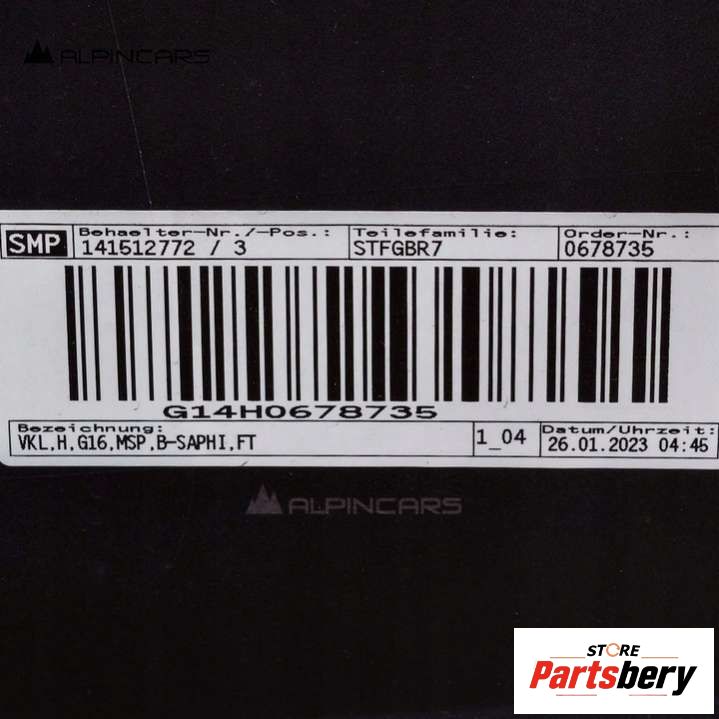 ALPINCARS
SMP
Behaelter-Nr./-Pos.: Teilefamilie: Order-Nr.:
141512772 / 3 STFGBR7 0678735
G14H0678735
Bezeichnung: Datum/Uhrzeit:
VKL,H,G16,MSP,B-SAPHI,FT 1_04 26.01.2023 04:45
ALPINCARS
STORE
Partsbery